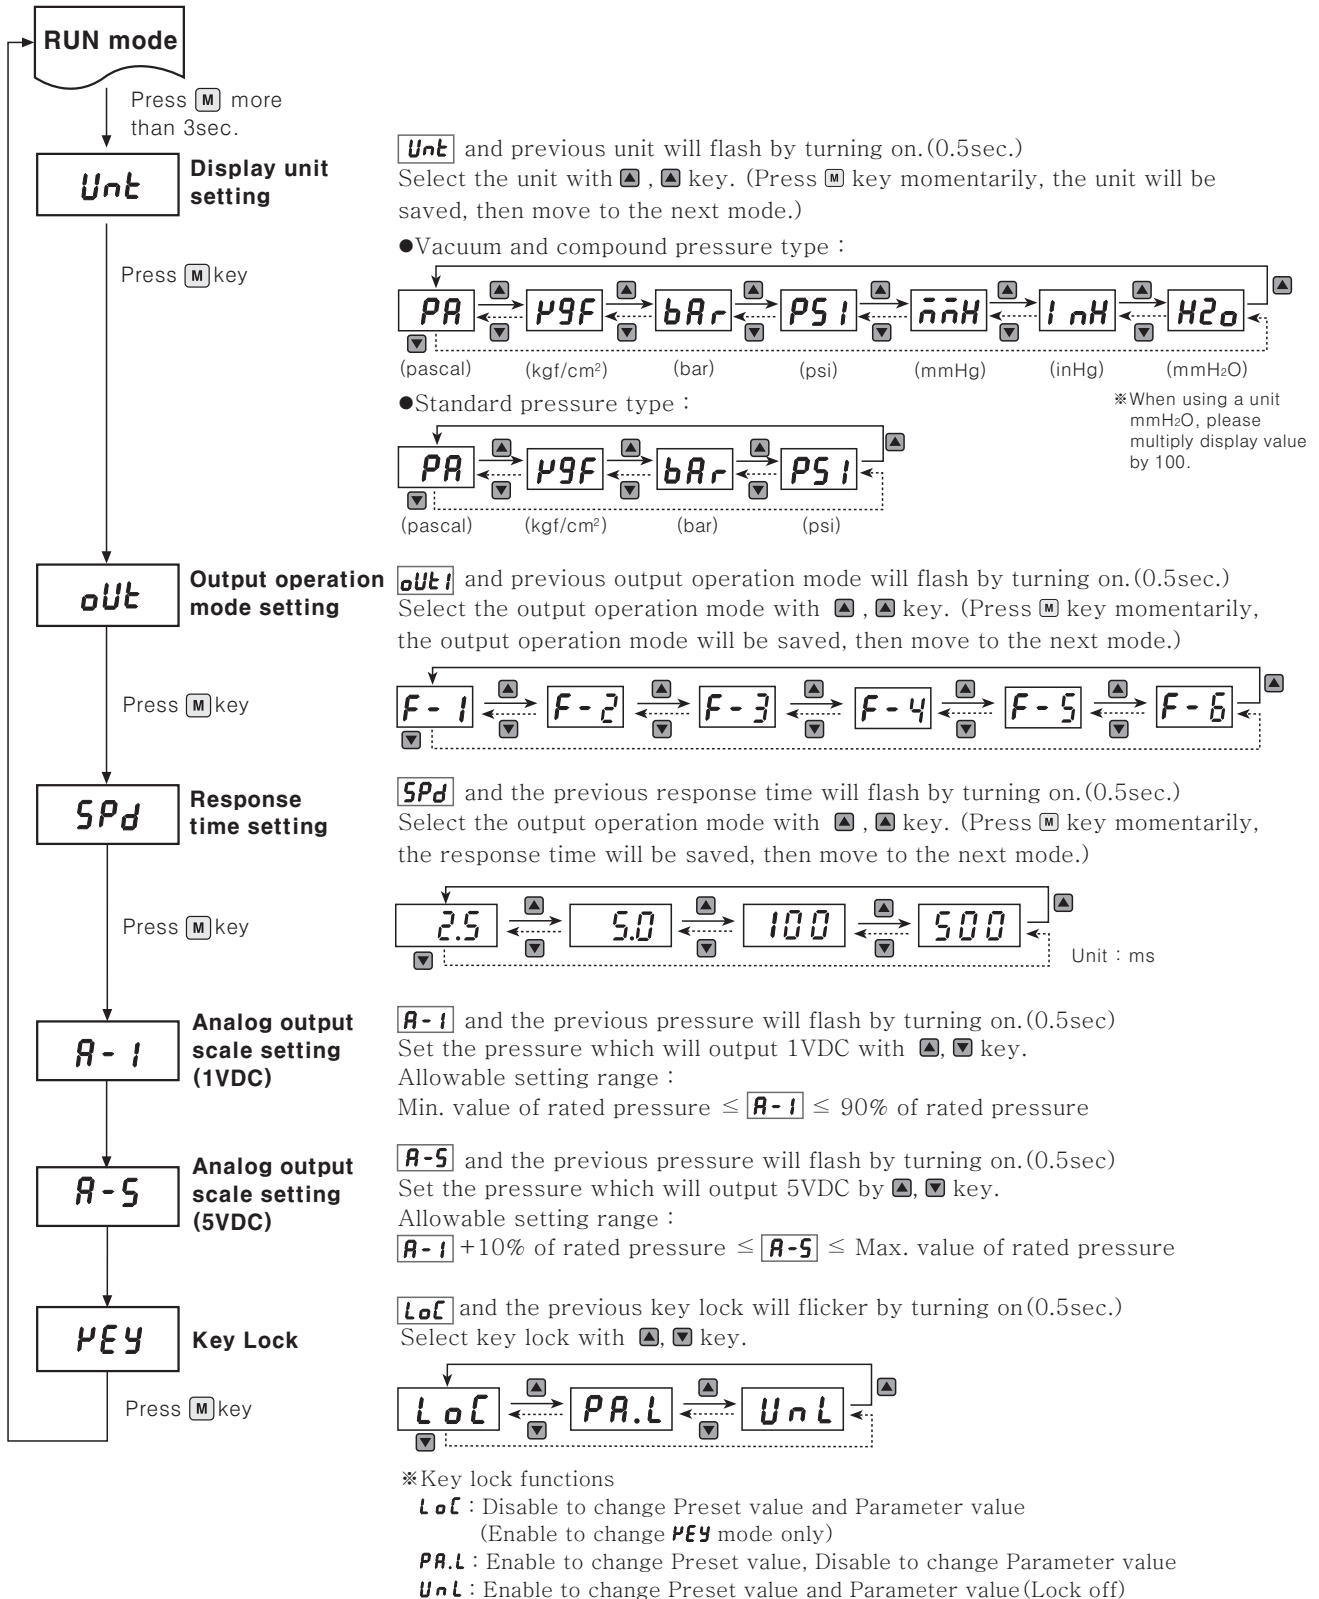 RUN mode
Press M more
than 3sec.
Unt
Display unit
setting
Unt and previous unit will flash by turning on.(0.5sec.)
Select the unit with ▲ , ▲ key. (Press M key momentarily, the unit will be
saved, then move to the next mode.)
Press M key
●Vacuum and compound pressure type :
▲ ▲ ▲ ▲ ▲ ▲ ▲
PA KgF bAr PSI mmH InH H2o
▼ ▼ ▼ ▼ ▼ ▼ ▼
(pascal) (kgf/cm²) (bar) (psi) (mmHg) (inHg) (mmH₂O)
※When using a unit
mmH₂O, please
multiply display value
by 100.
●Standard pressure type :
▲ ▲ ▲ ▲
PA KgF bAr PSI
▼ ▼ ▼ ▼
(pascal) (kgf/cm²) (bar) (psi)
oUt
Output operation
mode setting
oUt1 and previous output operation mode will flash by turning on.(0.5sec.)
Select the output operation mode with ▲ , ▲ key. (Press M key momentarily,
the output operation mode will be saved, then move to the next mode.)
Press M key
▲ ▲ ▲ ▲ ▲ ▲
F-1 F-2 F-3 F-4 F-5 F-6
▼ ▼ ▼ ▼ ▼ ▼
SPd
Response
time setting
SPd and the previous response time will flash by turning on.(0.5sec.)
Select the output operation mode with ▲ , ▲ key. (Press M key momentarily,
the response time will be saved, then move to the next mode.)
Press M key
▲ ▲ ▲ ▲
2.5 5.0 100 500
▼ ▼ ▼ ▼
Unit : ms
A-1
Analog output
scale setting
(1VDC)
A-1 and the previous pressure will flash by turning on.(0.5sec)
Set the pressure which will output 1VDC with ▲, ▼ key.
Allowable setting range :
Min. value of rated pressure ≤ A-1 ≤ 90% of rated pressure
A-5
Analog output
scale setting
(5VDC)
A-5 and the previous pressure will flash by turning on.(0.5sec)
Set the pressure which will output 5VDC by ▲, ▼ key.
Allowable setting range :
A-1 +10% of rated pressure ≤ A-5 ≤ Max. value of rated pressure
KEY
Key Lock
LoC and the previous key lock will flicker by turning on(0.5sec.)
Select key lock with ▲, ▼ key.
Press M key
▲ ▲ ▲
LoC PA.L UnL
▼ ▼ ▼
※Key lock functions
LoC : Disable to change Preset value and Parameter value
(Enable to change KEY mode only)
PA.L : Enable to change Preset value, Disable to change Parameter value
UnL : Enable to change Preset value and Parameter value(Lock off)